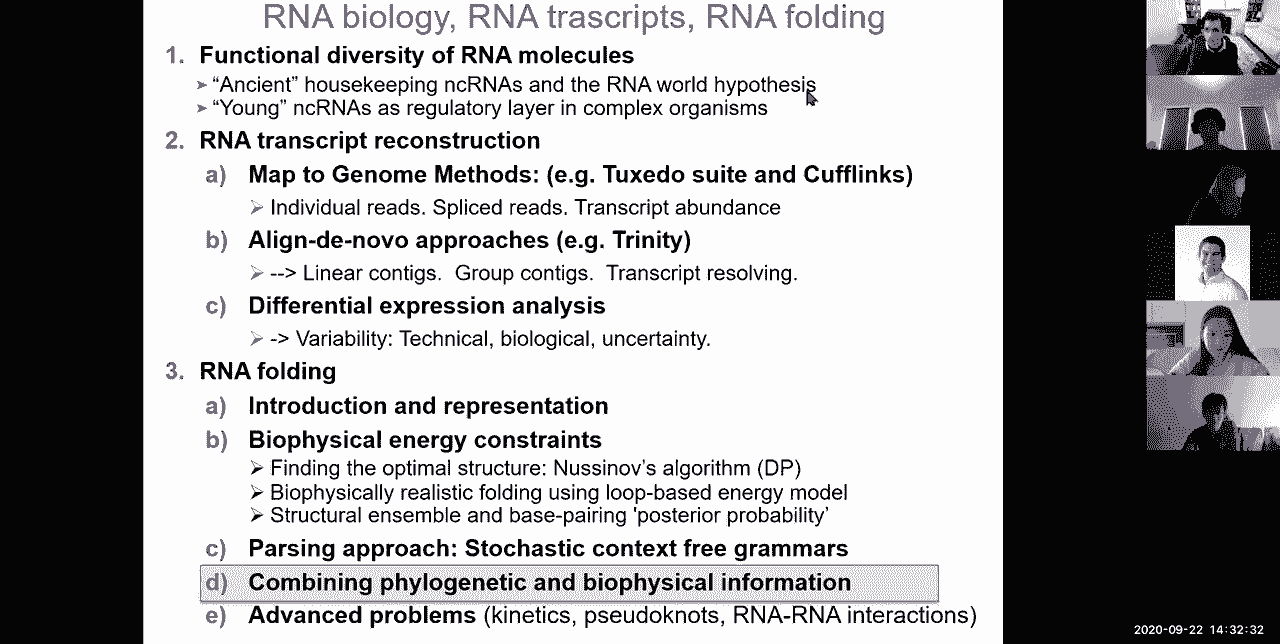 RNA biology, RNA trascripts, RNA folding
1. Functional diversity of RNA molecules
➢ “Ancient” housekeeping ncRNAs and the RNA world hypothesis
➢ “Young” ncRNAs as regulatory layer in complex organisms
2. RNA transcript reconstruction
a) Map to Genome Methods: (e.g. Tuxedo suite and Cufflinks)
➢ Individual reads. Spliced reads. Transcript abundance
b) Align-de-novo approaches (e.g. Trinity)
➢ --> Linear contigs. Group contigs. Transcript resolving.
c) Differential expression analysis
➢ -> Variability: Technical, biological, uncertainty.
3. RNA folding
a) Introduction and representation
b) Biophysical energy constraints
➢ Finding the optimal structure: Nussinov’s algorithm (DP)
➢ Biophysically realistic folding using loop-based energy model
➢ Structural ensemble and base-pairing 'posterior probability’
c) Parsing approach: Stochastic context free grammars
d) Combining phylogenetic and biophysical information
e) Advanced problems (kinetics, pseudoknots, RNA-RNA interactions)
2020-09-22 14:32:32